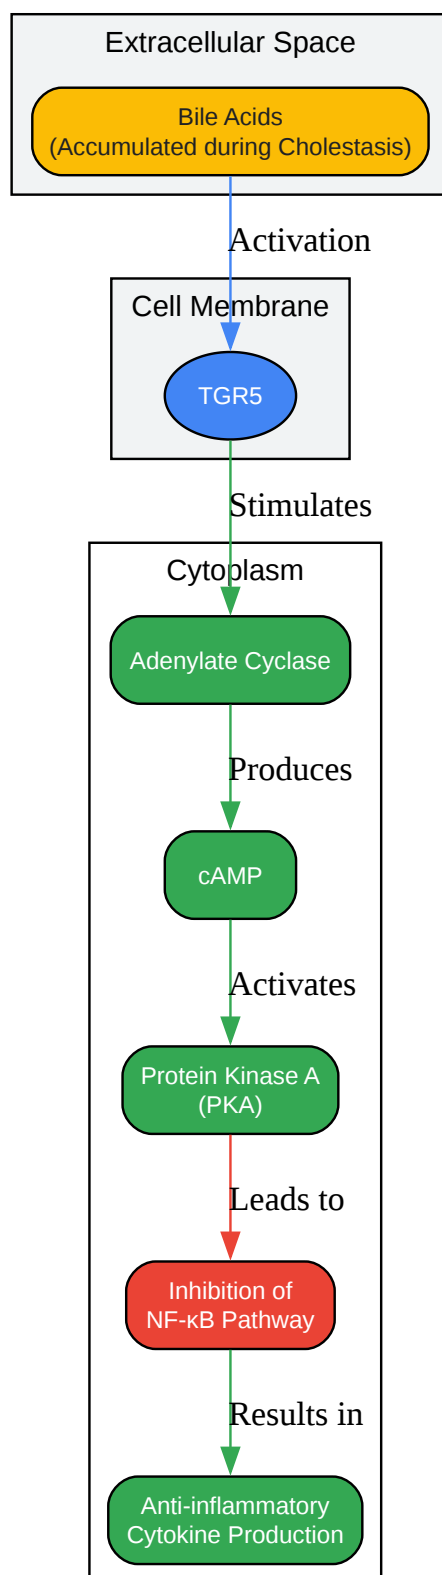 Extracellular Space
Bile Acids
(Accumulated during Cholestasis)
Activation
Cell Membrane
TGR5
Stimulates
Cytoplasm
Adenylate Cyclase
Produces
cAMP
Activates
Protein Kinase A
(PKA)
Leads to
Inhibition of
NF-κB Pathway
Results in
Anti-inflammatory
Cytokine Production